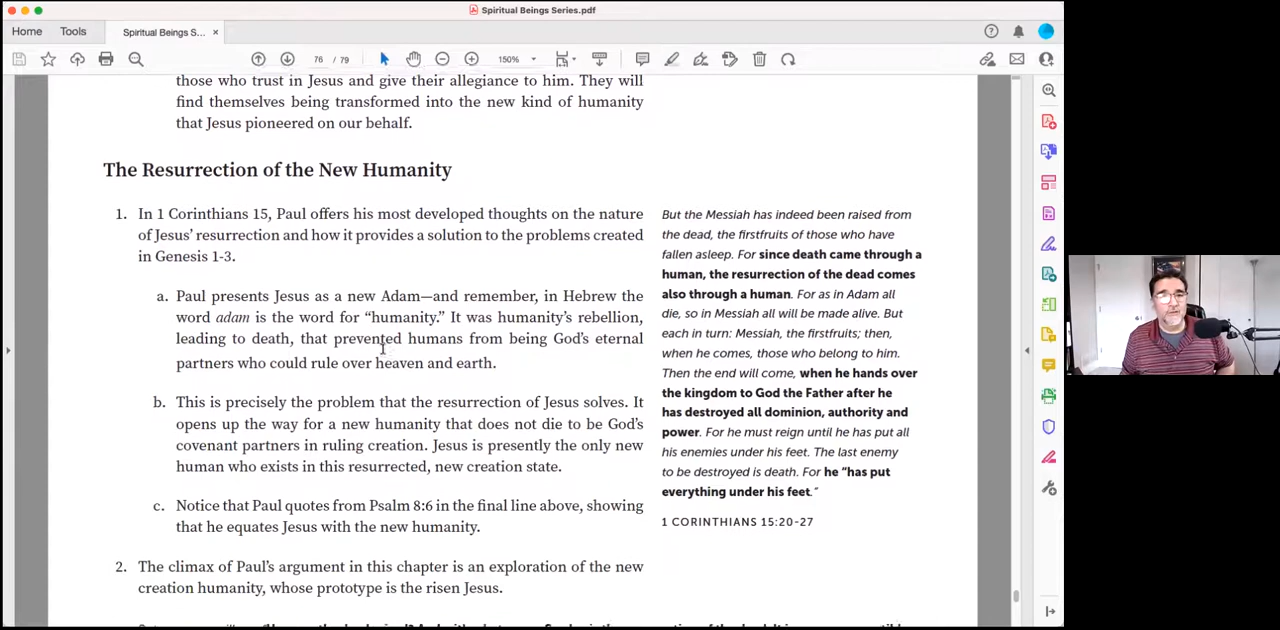 Spiritual Beings Series.pdf
Home Tools Spiritual Beings S... ×
76 / 79 150%
those who trust in Jesus and give their allegiance to him. They will
find themselves being transformed into the new kind of humanity
that Jesus pioneered on our behalf.
The Resurrection of the New Humanity
1. In 1 Corinthians 15, Paul offers his most developed thoughts on the nature
of Jesus' resurrection and how it provides a solution to the problems created
in Genesis 1-3.
a. Paul presents Jesus as a new Adam—and remember, in Hebrew the
word adam is the word for “humanity.” It was humanity’s rebellion,
leading to death, that prevented humans from being God’s eternal
partners who could rule over heaven and earth.
b. This is precisely the problem that the resurrection of Jesus solves. It
opens up the way for a new humanity that does not die to be God’s
covenant partners in ruling creation. Jesus is presently the only new
human who exists in this resurrected, new creation state.
c. Notice that Paul quotes from Psalm 8:6 in the final line above, showing
that he equates Jesus with the new humanity.
2. The climax of Paul’s argument in this chapter is an exploration of the new
creation humanity, whose prototype is the risen Jesus.
But the Messiah has indeed been raised from
the dead, the firstfruits of those who have
fallen asleep. For since death came through a
human, the resurrection of the dead comes
also through a human. For as in Adam all
die, so in Messiah all will be made alive. But
each in turn: Messiah, the firstfruits; then,
when he comes, those who belong to him.
Then the end will come, when he hands over
the kingdom to God the Father after he
has destroyed all dominion, authority and
power. For he must reign until he has put all
his enemies under his feet. The last enemy
to be destroyed is death. For he “has put
everything under his feet.”
1 CORINTHIANS 15:20-27